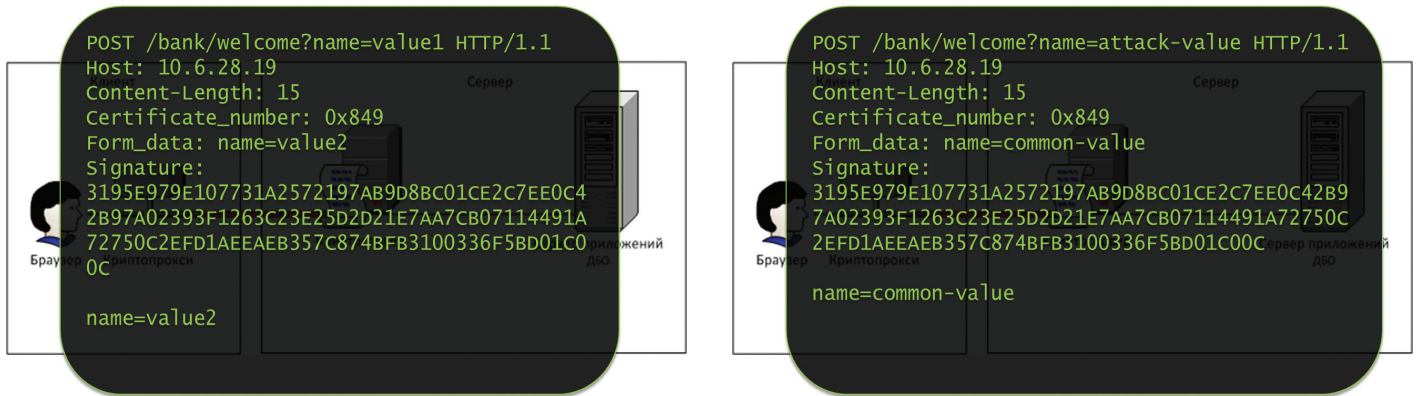 POST /bank/welcome?name=value1 HTTP/1.1
Host: 10.6.28.19
Content-Length: 15
Certificate_number: 0x849
Form_data: name=value2
Signature:
3195E979E107731A2572197AB9D8BC01CE2C7EE0C4
2B97A02393F1263C23E25D2D21E7AA7CB07114491A
72750C2EFD1AEEAEB357C874BFB3100336F5BD01C0
0C
name=value2
Клиент
Сервер
Браузер
Криптопрокси
приложений
ДБО
POST /bank/welcome?name=attack-value HTTP/1.1
Host: 10.6.28.19
Content-Length: 15
Certificate_number: 0x849
Form_data: name=common-value
Signature:
3195E979E107731A2572197AB9D8BC01CE2C7EE0C42B9
7A02393F1263C23E25D2D21E7AA7CB07114491A72750C
2EFD1AEEAEB357C874BFB3100336F5BD01C00C
name=common-value
Клиент
Сервер
Браузер
Криптопрокси
Сервер приложений
ДБО